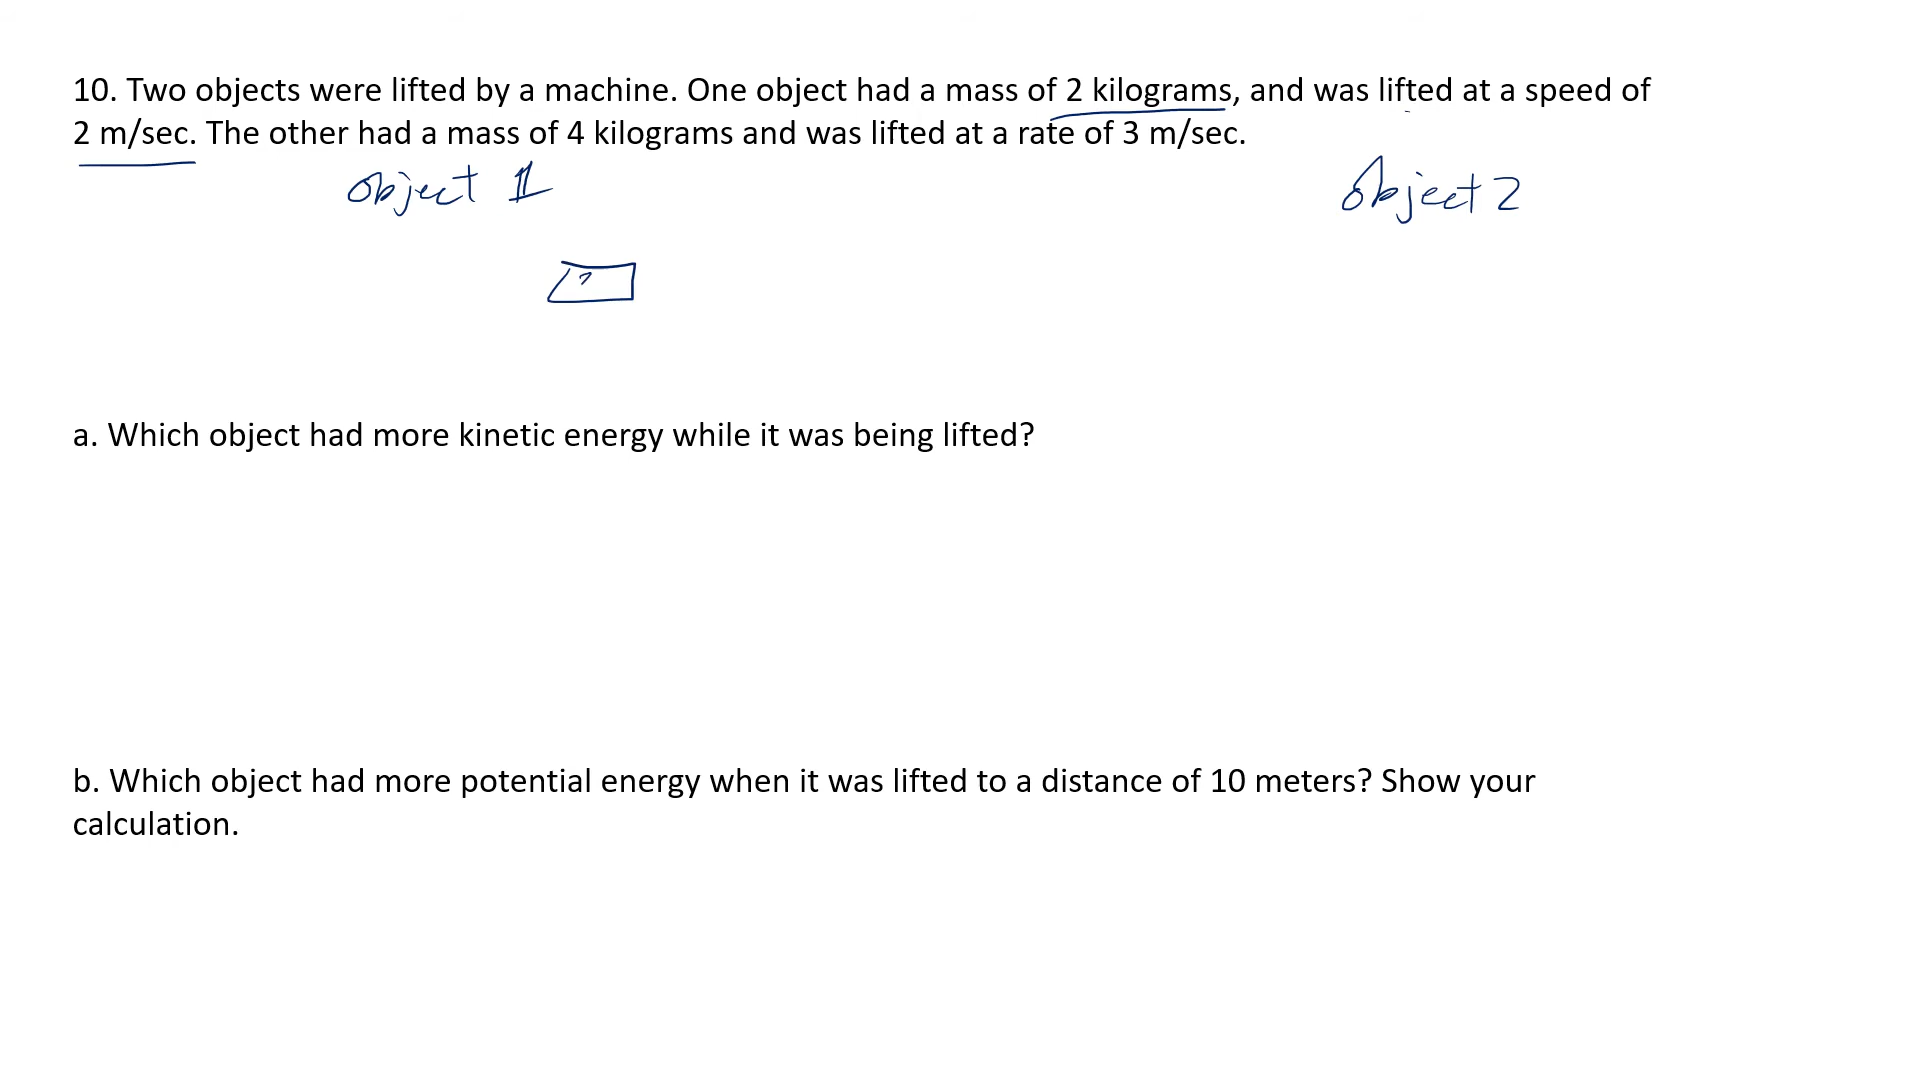 10. Two objects were lifted by a machine. One object had a mass of 2 kilograms, and was lifted at a speed of
2 m/sec. The other had a mass of 4 kilograms and was lifted at a rate of 3 m/sec.
Object 1
Object 2
a. Which object had more kinetic energy while it was being lifted?
b. Which object had more potential energy when it was lifted to a distance of 10 meters? Show your
calculation.